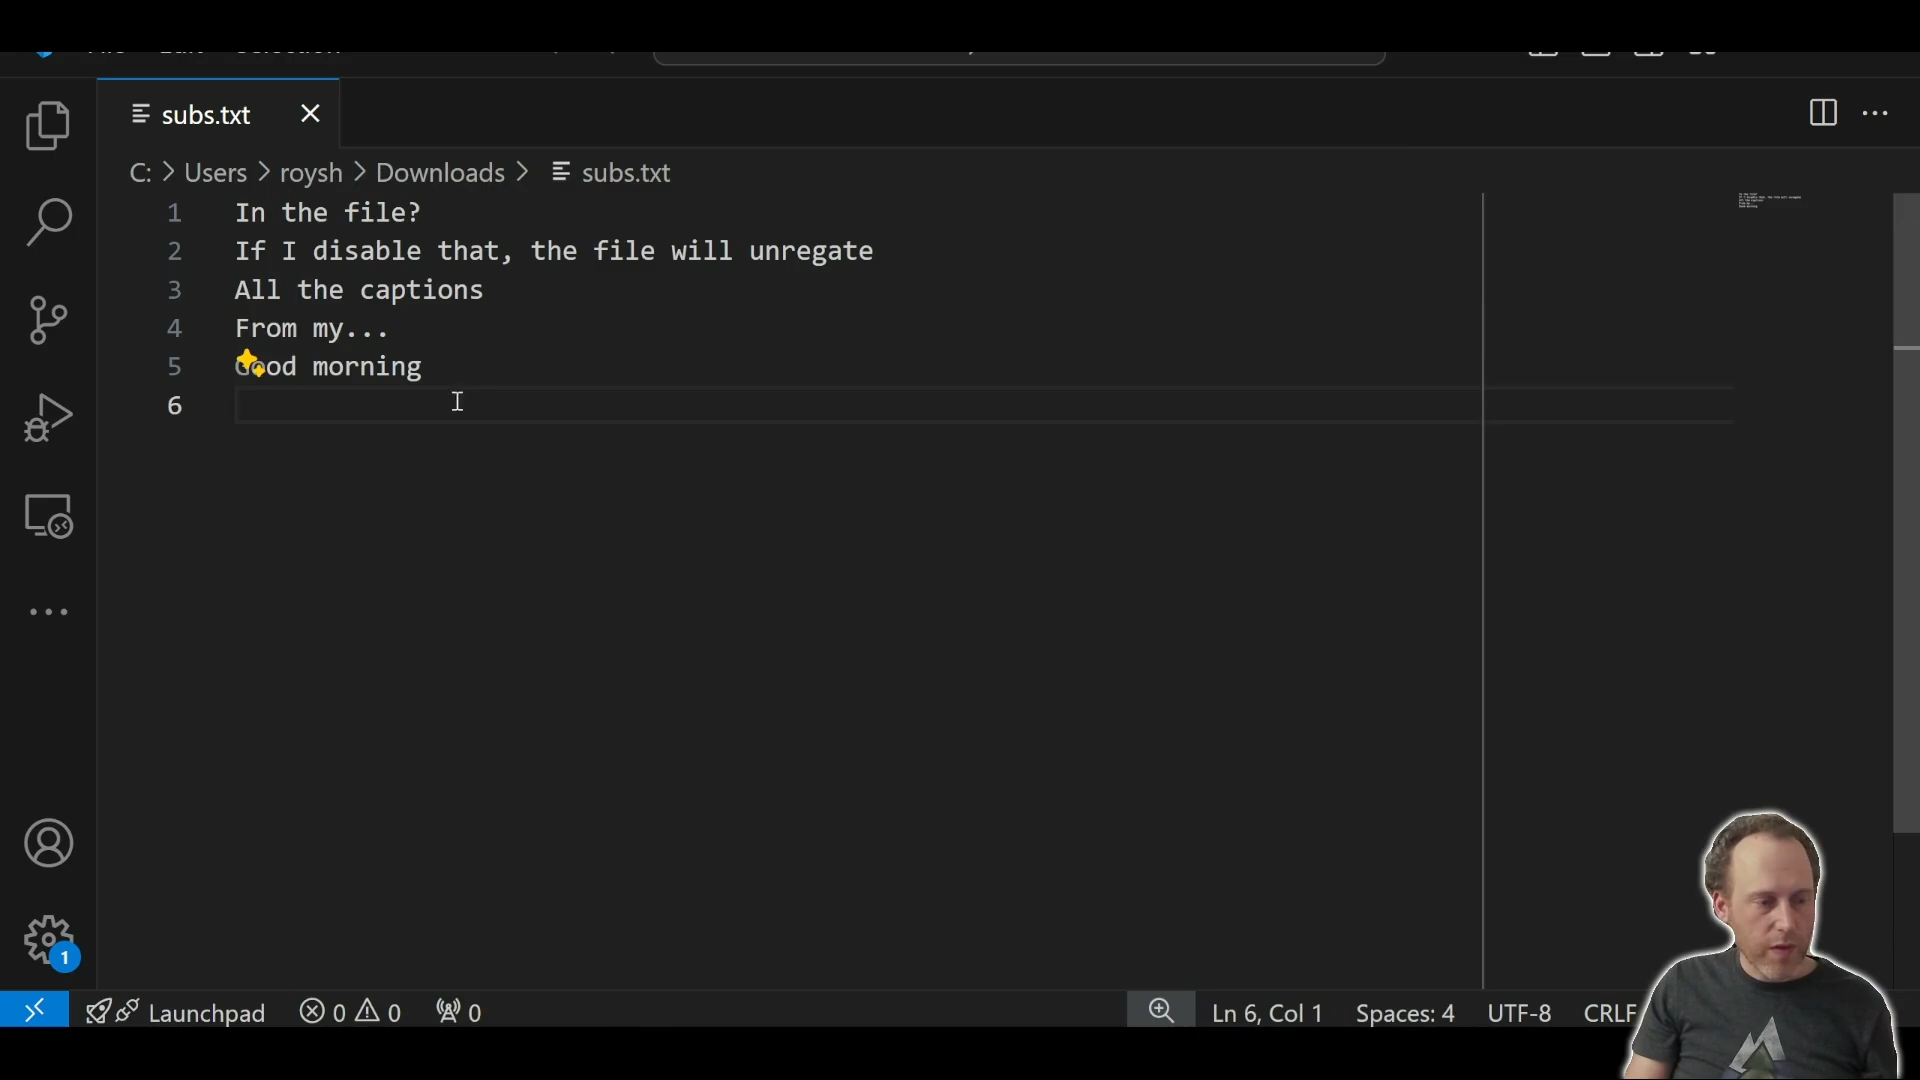 subs.txt
C: > Users > roysh > Downloads > subs.txt
1 In the file?
2 If I disable that, the file will unregate
3 All the captions
4 From my...
5 Good morning
6
1
Launchpad 0 0 0 Ln 6, Col 1 Spaces: 4 UTF-8 CRLF